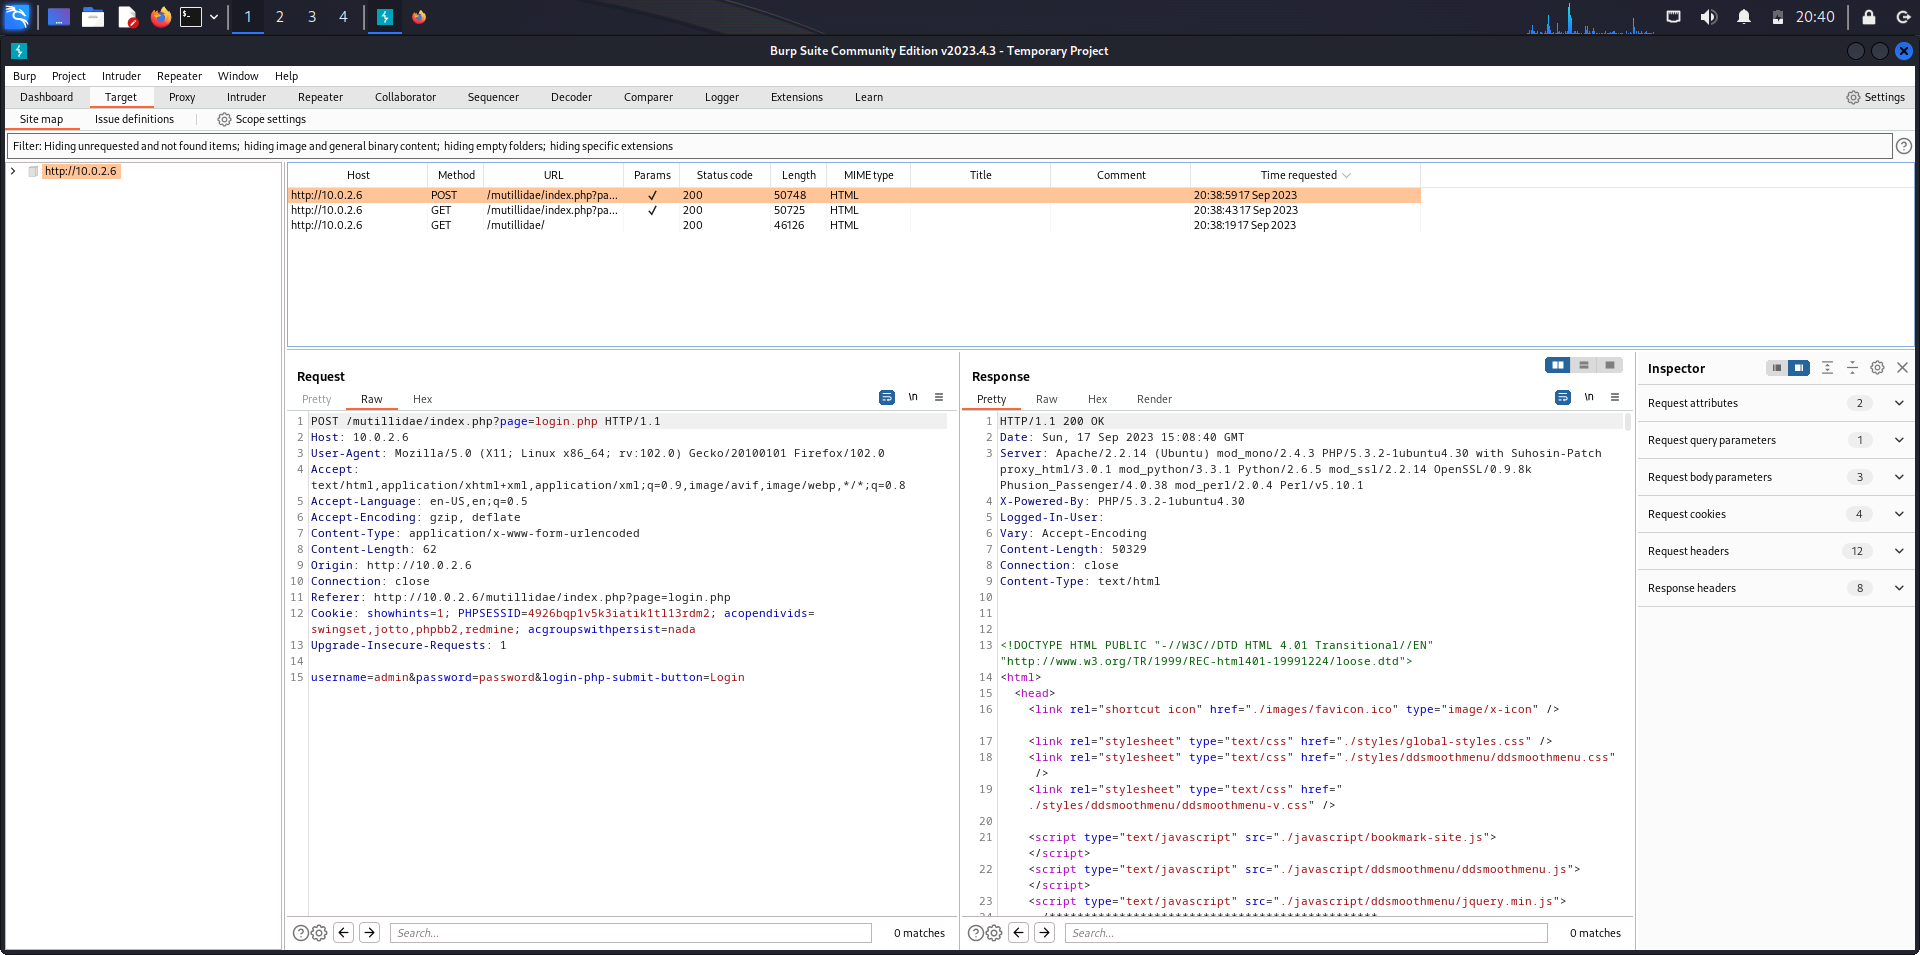 1 2 3 4 20:40
Burp Suite Community Edition v2023.4.3 - Temporary Project
Burp Project Intruder Repeater Window Help
Dashboard Target Proxy Intruder Repeater Collaborator Sequencer Decoder Comparer Logger Extensions Learn Settings
Site map Issue definitions Scope settings
Filter: Hiding unrequested and not found items; hiding image and general binary content; hiding empty folders; hiding specific extensions
http://10.0.2.6
Host Method URL Params Status code Length MIME type Title Comment Time requested
http://10.0.2.6 POST /mutillidae/index.php?pa... ✓ 200 50748 HTML 20:38:59 17 Sep 2023
http://10.0.2.6 GET /mutillidae/index.php?pa... ✓ 200 50725 HTML 20:38:43 17 Sep 2023
http://10.0.2.6 GET /mutillidae/ 200 46126 HTML 20:38:19 17 Sep 2023
Request
Pretty Raw Hex \n
1 POST /mutillidae/index.php?page=login.php HTTP/1.1
2 Host: 10.0.2.6
3 User-Agent: Mozilla/5.0 (X11; Linux x86_64; rv:102.0) Gecko/20100101 Firefox/102.0
4 Accept:
text/html,application/xhtml+xml,application/xml;q=0.9,image/avif,image/webp,*/*;q=0.8
5 Accept-Language: en-US,en;q=0.5
6 Accept-Encoding: gzip, deflate
7 Content-Type: application/x-www-form-urlencoded
8 Content-Length: 62
9 Origin: http://10.0.2.6
10 Connection: close
11 Referer: http://10.0.2.6/mutillidae/index.php?page=login.php
12 Cookie: showhints=1; PHPSESSID=4926bqp1v5k3iatik1tl13rdm2; acopendivids=
swingset,jotto,phpbb2,redmine; acgroupswithpersist=nada
13 Upgrade-Insecure-Requests: 1
14
15 username=admin&password=password&login-php-submit-button=Login
Search... 0 matches
Response
Pretty Raw Hex Render \n
1 HTTP/1.1 200 OK
2 Date: Sun, 17 Sep 2023 15:08:40 GMT
3 Server: Apache/2.2.14 (Ubuntu) mod_mono/2.4.3 PHP/5.3.2-1ubuntu4.30 with Suhosin-Patch
proxy_html/3.0.1 mod_python/3.3.1 Python/2.6.5 mod_ssl/2.2.14 OpenSSL/0.9.8k
Phusion_Passenger/4.0.38 mod_perl/2.0.4 Perl/v5.10.1
4 X-Powered-By: PHP/5.3.2-1ubuntu4.30
5 Logged-In-User:
6 Vary: Accept-Encoding
7 Content-Length: 50329
8 Connection: close
9 Content-Type: text/html
10
11
12
13 <!DOCTYPE HTML PUBLIC "-//W3C//DTD HTML 4.01 Transitional//EN"
"http://www.w3.org/TR/1999/REC-html401-19991224/loose.dtd">
14 <html>
15 <head>
16 <link rel="shortcut icon" href="./images/favicon.ico" type="image/x-icon" />
17 <link rel="stylesheet" type="text/css" href="./styles/global-styles.css" />
18 <link rel="stylesheet" type="text/css" href="./styles/ddsmoothmenu/ddsmoothmenu.css"
/>
19 <link rel="stylesheet" type="text/css" href="
./styles/ddsmoothmenu/ddsmoothmenu-v.css" />
20
21 <script type="text/javascript" src="./javascript/bookmark-site.js">
</script>
22 <script type="text/javascript" src="./javascript/ddsmoothmenu/ddsmoothmenu.js">
</script>
23 <script type="text/javascript" src="./javascript/ddsmoothmenu/jquery.min.js">
Search... 0 matches
Inspector
Request attributes 2
Request query parameters 1
Request body parameters 3
Request cookies 4
Request headers 12
Response headers 8